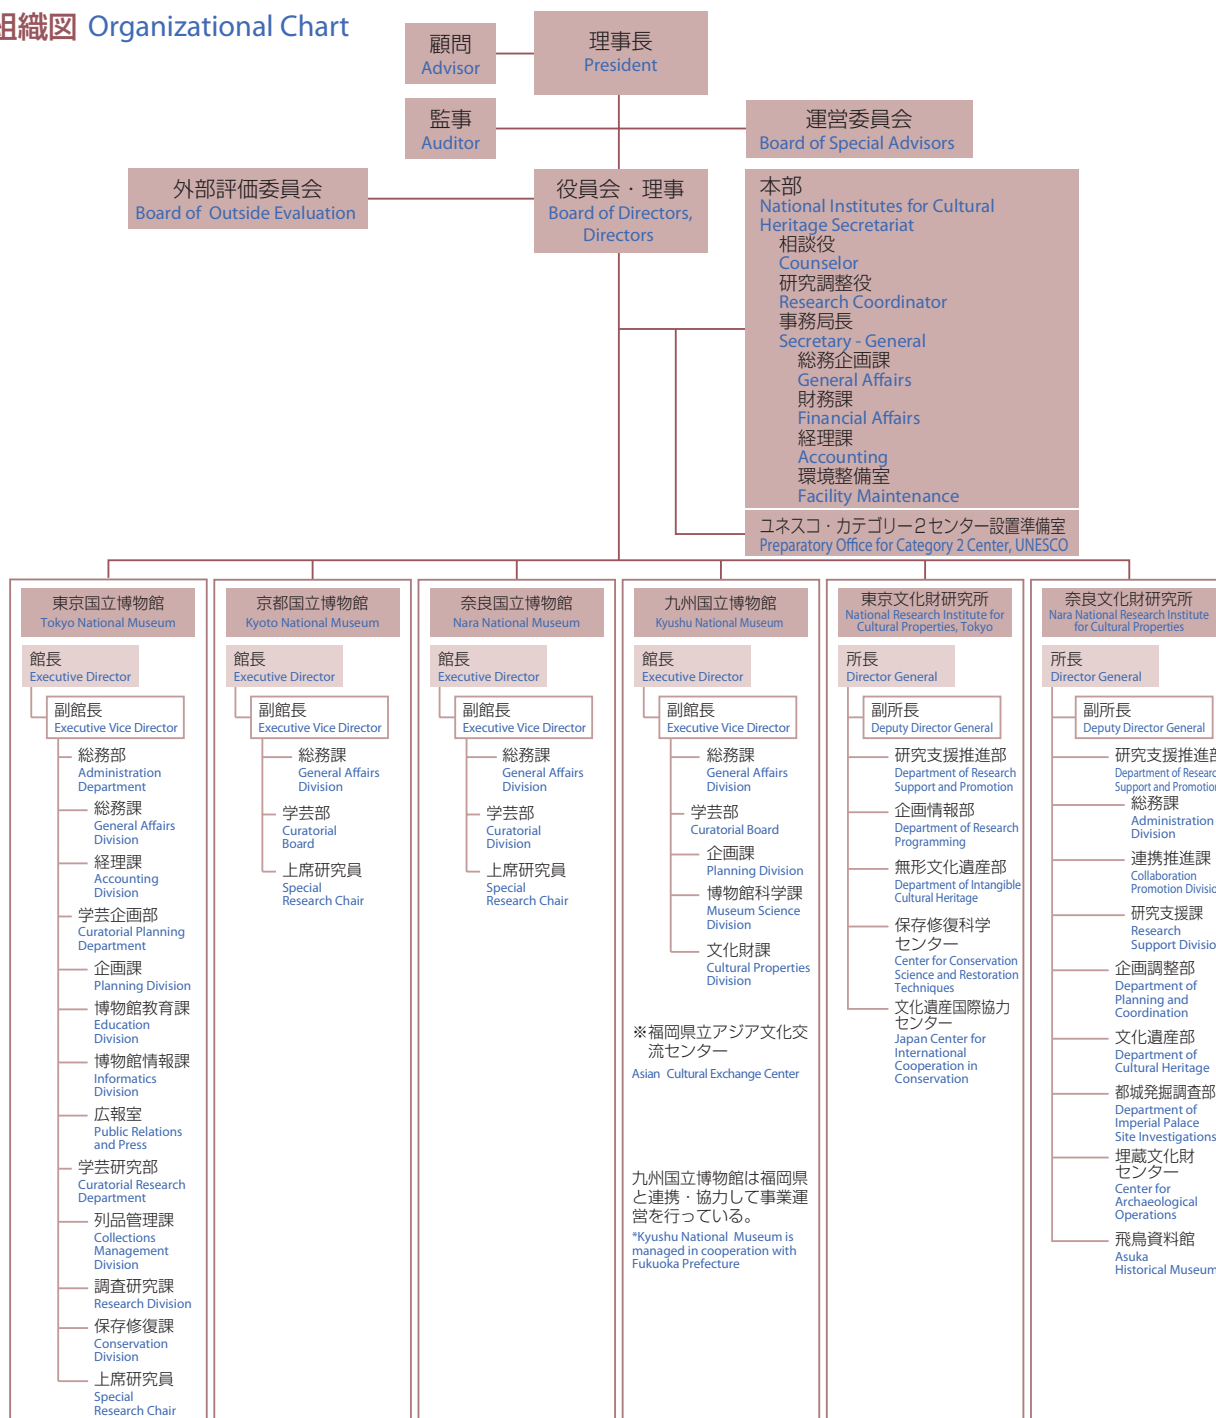 組織図 Organizational Chart
顧問
Advisor
理事長
President
監事
Auditor
運営委員会
Board of Special Advisors
外部評価委員会
Board of Outside Evaluation
役員会・理事
Board of Directors,
Directors
本部
National Institutes for Cultural
Heritage Secretariat
相談役
Counselor
研究調整役
Research Coordinator
事務局長
Secretary - General
総務企画課
General Affairs
財務課
Financial Affairs
経理課
Accounting
環境整備室
Facility Maintenance
ユネスコ・カテゴリー2センター設置準備室
Preparatory Office for Category 2 Center, UNESCO
東京国立博物館
Tokyo National Museum
館長
Executive Director
副館長
Executive Vice Director
総務部
Administration
Department
総務課
General Affairs
Division
経理課
Accounting
Division
学芸企画部
Curatorial Planning
Department
企画課
Planning Division
博物館教育課
Education
Division
博物館情報課
Informatics
Division
広報室
Public Relations
and Press
学芸研究部
Curatorial Research
Department
列品管理課
Collections
Management
Division
調査研究課
Research Division
保存修復課
Conservation
Division
上席研究員
Special
Research Chair
京都国立博物館
Kyoto National Museum
館長
Executive Director
副館長
Executive Vice Director
総務課
General Affairs
Division
学芸部
Curatorial
Board
上席研究員
Special
Research Chair
奈良国立博物館
Nara National Museum
館長
Executive Director
副館長
Executive Vice Director
総務課
General Affairs
Division
学芸部
Curatorial
Division
上席研究員
Special
Research Chair
九州国立博物館
Kyushu National Museum
館長
Executive Director
副館長
Executive Vice Director
総務課
General Affairs
Division
学芸部
Curatorial Board
企画課
Planning Division
博物館科学課
Museum Science
Division
文化財課
Cultural Properties
Division
※福岡県立アジア文化交
流センター
Asian Cultural Exchange Center
九州国立博物館は福岡県
と連携・協力して事業運
営を行っている。
*Kyushu National Museum is
managed in cooperation with
Fukuoka Prefecture
東京文化財研究所
National Research Institute for
Cultural Properties, Tokyo
所長
Director General
副所長
Deputy Director General
研究支援推進部
Department of Research
Support and Promotion
企画情報部
Department of Research
Programming
無形文化遺産部
Department of Intangible
Cultural Heritage
保存修復科学
センター
Center for Conservation
Science and Restoration
Techniques
文化遺産国際協力
センター
Japan Center for
International
Cooperation in
Conservation
奈良文化財研究所
Nara National Research Institute
for Cultural Properties
所長
Director General
副所長
Deputy Director General
研究支援推進部
Department of Research
Support and Promotion
総務課
Administration
Division
連携推進課
Collaboration
Promotion Division
研究支援課
Research
Support Division
企画調整部
Department of
Planning and
Coordination
文化遺産部
Department of
Cultural Heritage
都城発掘調査部
Department of
Imperial Palace
Site Investigations
埋蔵文化財
センター
Center for
Archaeological
Operations
飛鳥資料館
Asuka
Historical Museum